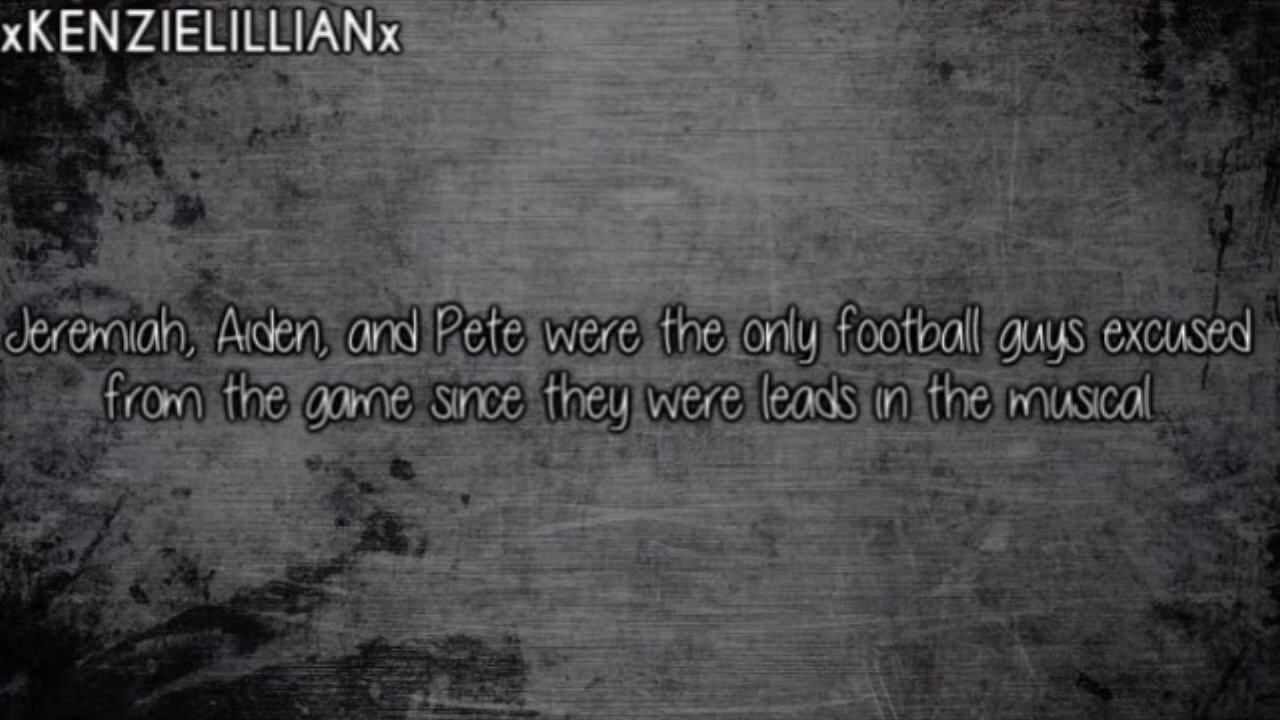 xKENZIELILLIANx
Jeremiah, Aiden, and Pete were the only football guys excused
from the game since they were leads in the musical